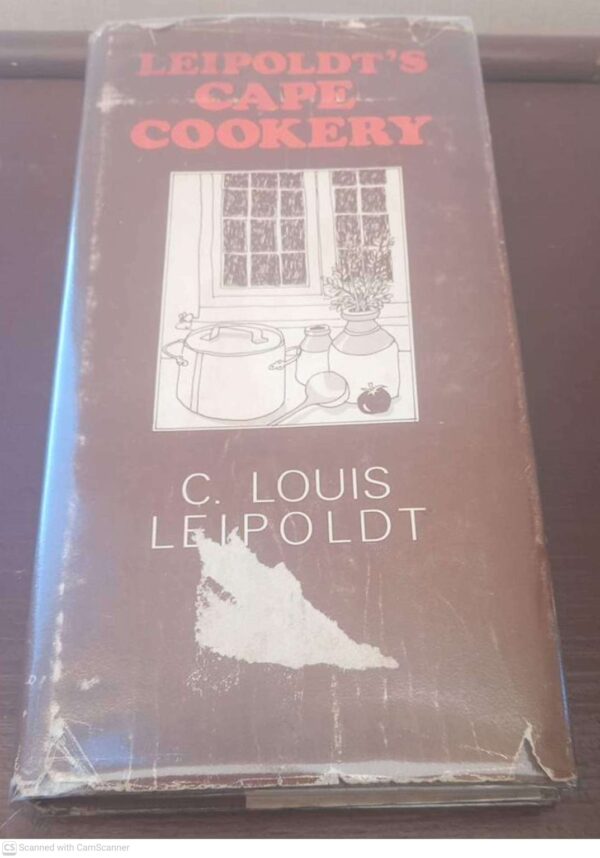 LEIPOLDT'S
CAPE
COOKERY
C. LOUIS
LEIPOLDT
CS Scanned with CamScanner